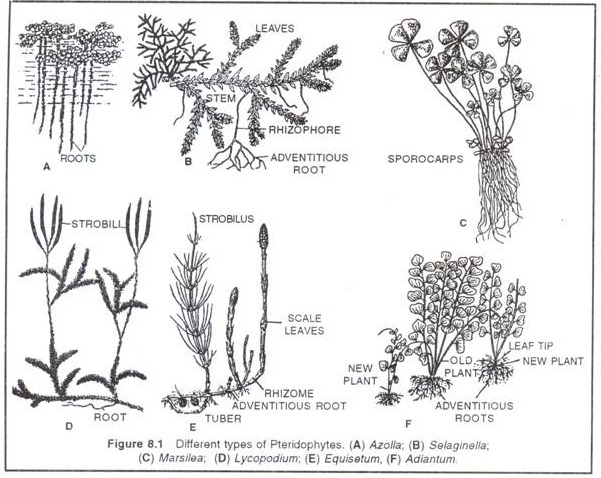 ROOTS
A
LEAVES
STEM
RHIZOPHORE
ADVENTITIOUS
ROOT
B
SPOROCARPS
C
STROBILI
ROOT
D
STROBILUS
SCALE
LEAVES
RHIZOME
ADVENTITIOUS ROOT
TUBER
E
NEW
PLANT
OLD
PLANT
LEAF TIP
NEW PLANT
ADVENTITIOUS
ROOTS
F
Figure 8.1 Different types of Pteridophytes. (A) Azolla; (B) Selaginella;
(C) Marsilea; (D) Lycopodium; (E) Equisetum, (F) Adiantum.